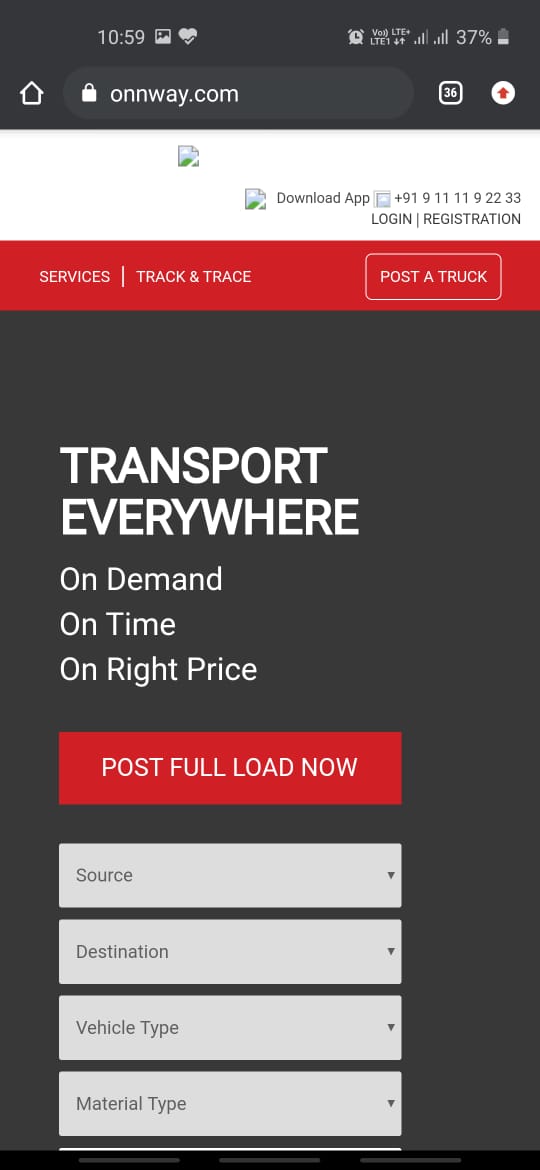 10:59 Vo)) LTE+ LTE1 37%
onnway.com 36
Download App +91 9 11 11 9 22 33
LOGIN | REGISTRATION
SERVICES | TRACK & TRACE POST A TRUCK
TRANSPORT
EVERYWHERE
On Demand
On Time
On Right Price
POST FULL LOAD NOW
Source
Destination
Vehicle Type
Material Type